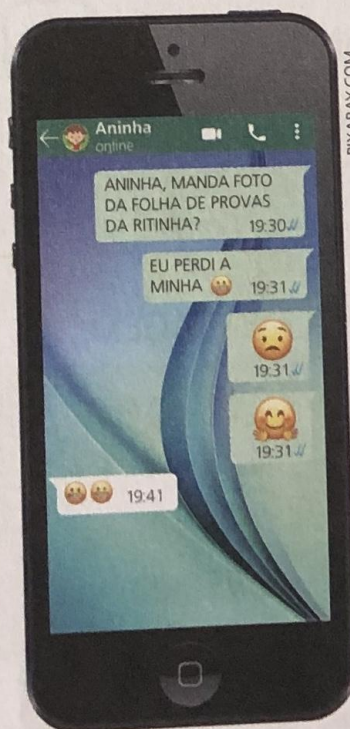 PIXABAY.COM
Aninha
online
ANINHA, MANDA FOTO
DA FOLHA DE PROVAS
DA RITINHA? 19:30
EU PERDI A
MINHA 😬 19:31
😟
19:31
🤗
19:31
😬😬 19:41